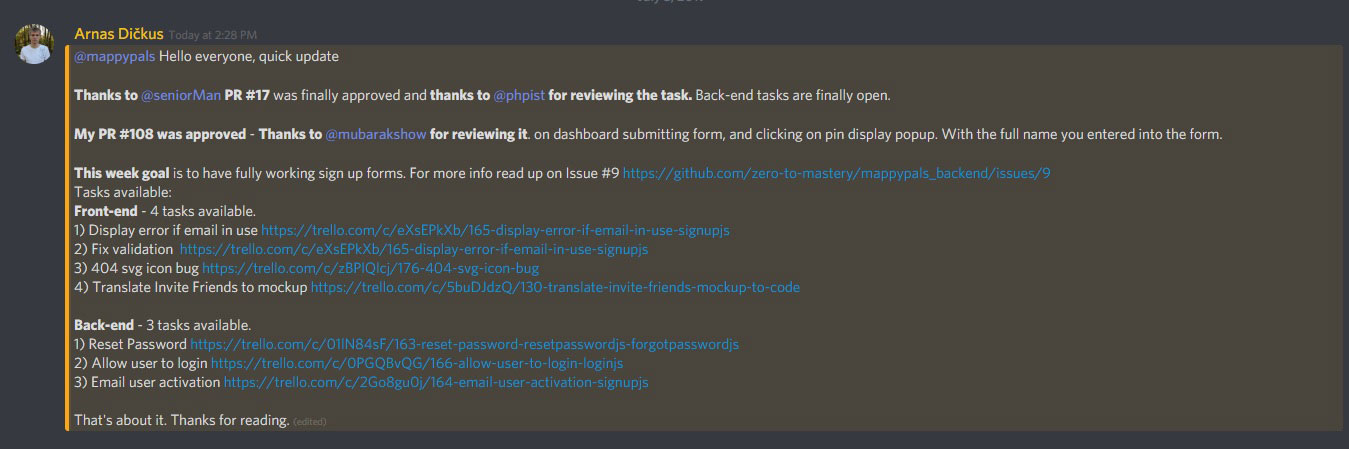 Arnas Dičkus Today at 2:28 PM
@mappypals Hello everyone, quick update
Thanks to @seniorMan PR #17 was finally approved and thanks to @phpist for reviewing the task. Back-end tasks are finally open.
My PR #108 was approved - Thanks to @mubarakshow for reviewing it. on dashboard submitting form, and clicking on pin display popup. With the full name you entered into the form.
This week goal is to have fully working sign up forms. For more info read up on Issue #9 https://github.com/zero-to-mastery/mappypals_backend/issues/9
Tasks available:
Front-end - 4 tasks available.
1) Display error if email in use https://trello.com/c/eXsEPkXb/165-display-error-if-email-in-use-signupjs
2) Fix validation https://trello.com/c/eXsEPkXb/165-display-error-if-email-in-use-signupjs
3) 404 svg icon bug https://trello.com/c/zBPlQlcj/176-404-svg-icon-bug
4) Translate Invite Friends to mockup https://trello.com/c/5buDJdzQ/130-translate-invite-friends-mockup-to-code
Back-end - 3 tasks available.
1) Reset Password https://trello.com/c/01lN84sF/163-reset-password-resetpasswordjs-forgotpasswordjs
2) Allow user to login https://trello.com/c/0PGQBvQG/166-allow-user-to-login-loginjs
3) Email user activation https://trello.com/c/2Go8gu0j/164-email-user-activation-signupjs
That's about it. Thanks for reading. (edited)